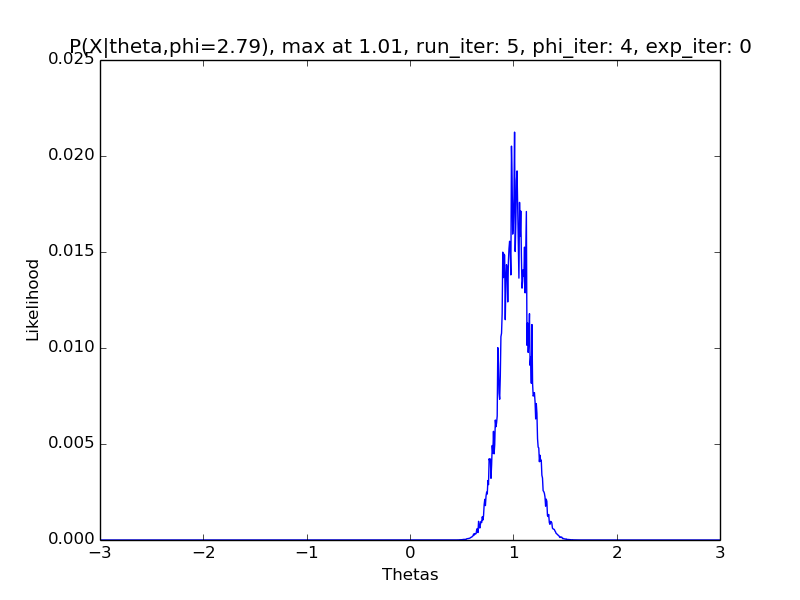 P(X|theta,phi=2.79), max at 1.01, run_iter: 5, phi_iter: 4, exp_iter: 0
0.025
0.020
0.015
0.010
0.005
0.000
Likelihood
−3 −2 −1 0 1 2 3
Thetas